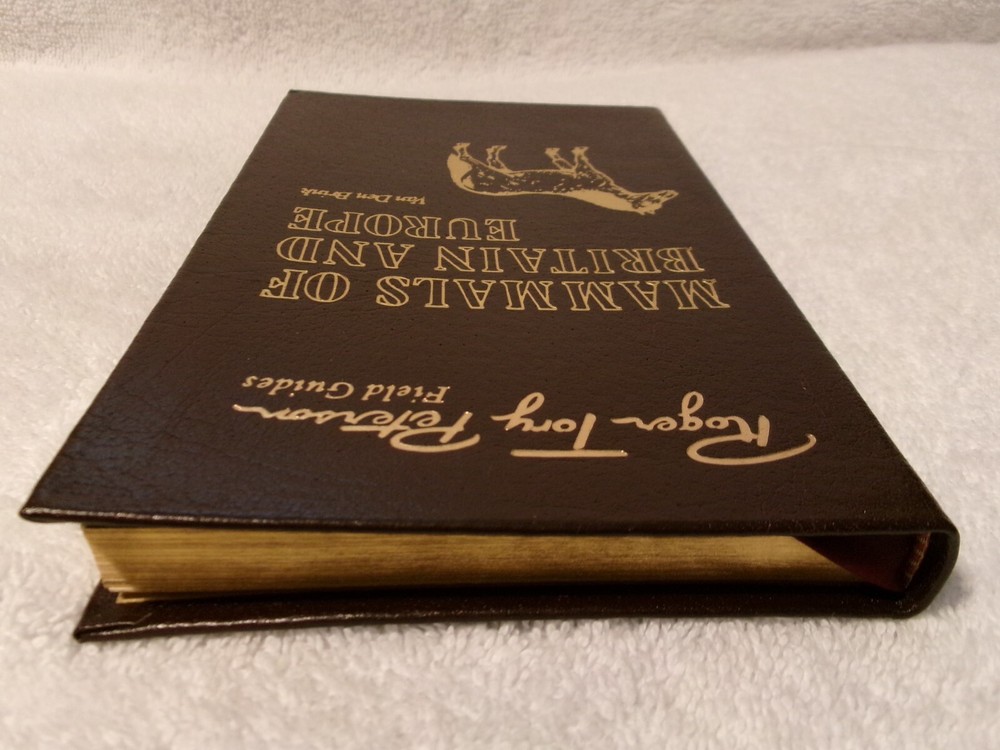 Roger Tory Peterson
Field Guides
MAMMALS OF
BRITAIN AND
EUROPE
Van Den Brink